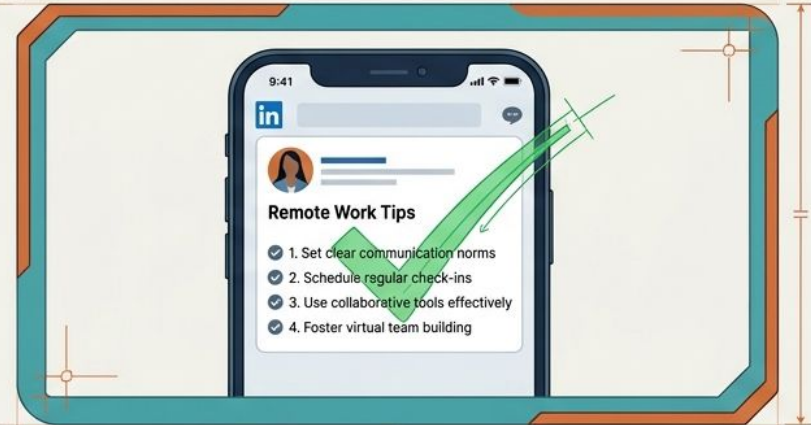 9:41
in
Remote Work Tips
1. Set clear communication norms
2. Schedule regular check-ins
3. Use collaborative tools effectively
4. Foster virtual team building